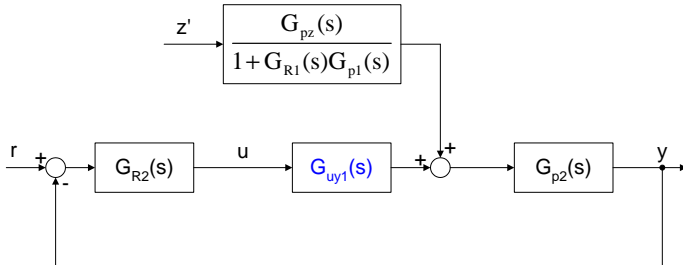 z'
G_pz(s)
1+G_R1(s)G_p1(s)
+
r + G_R2(s) u G_uy1(s) + G_p2(s) y
-